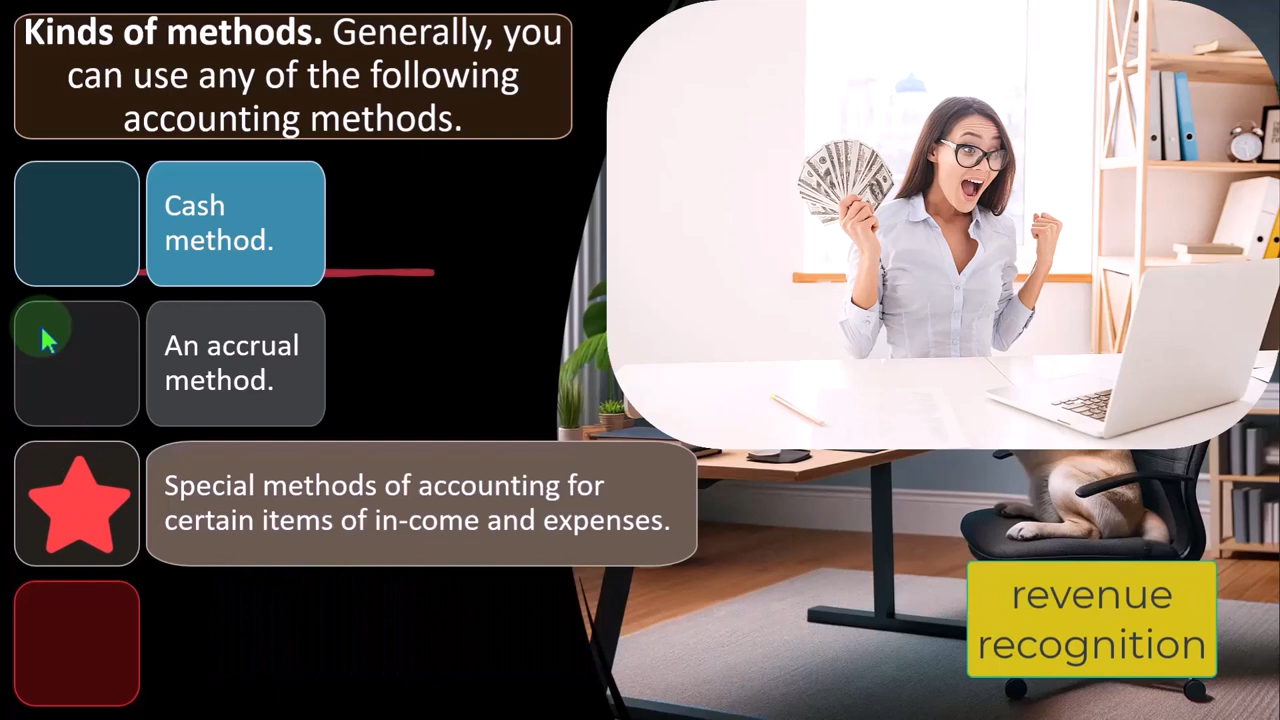 Kinds of methods. Generally, you
can use any of the following
accounting methods.
Cash
method.
An accrual
method.
Special methods of accounting for
certain items of in-come and expenses.
revenue
recognition